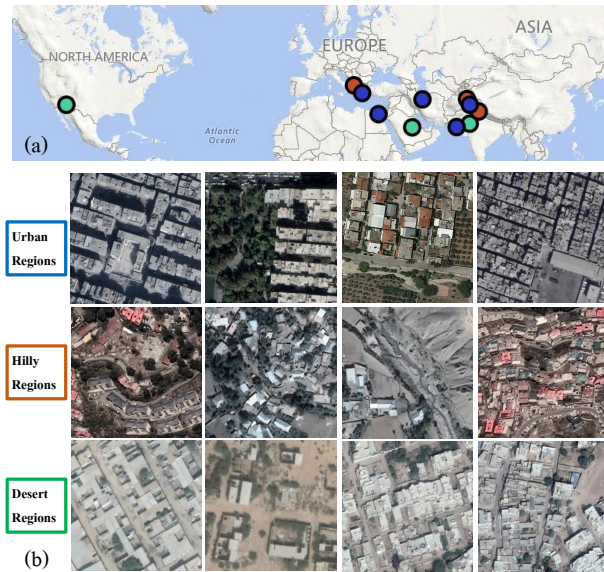 ASIA
EUROPE
NORTH AMERICA
Atlantic
Ocean
(a)
Urban
Regions
Hilly
Regions
Desert
Regions
(b)